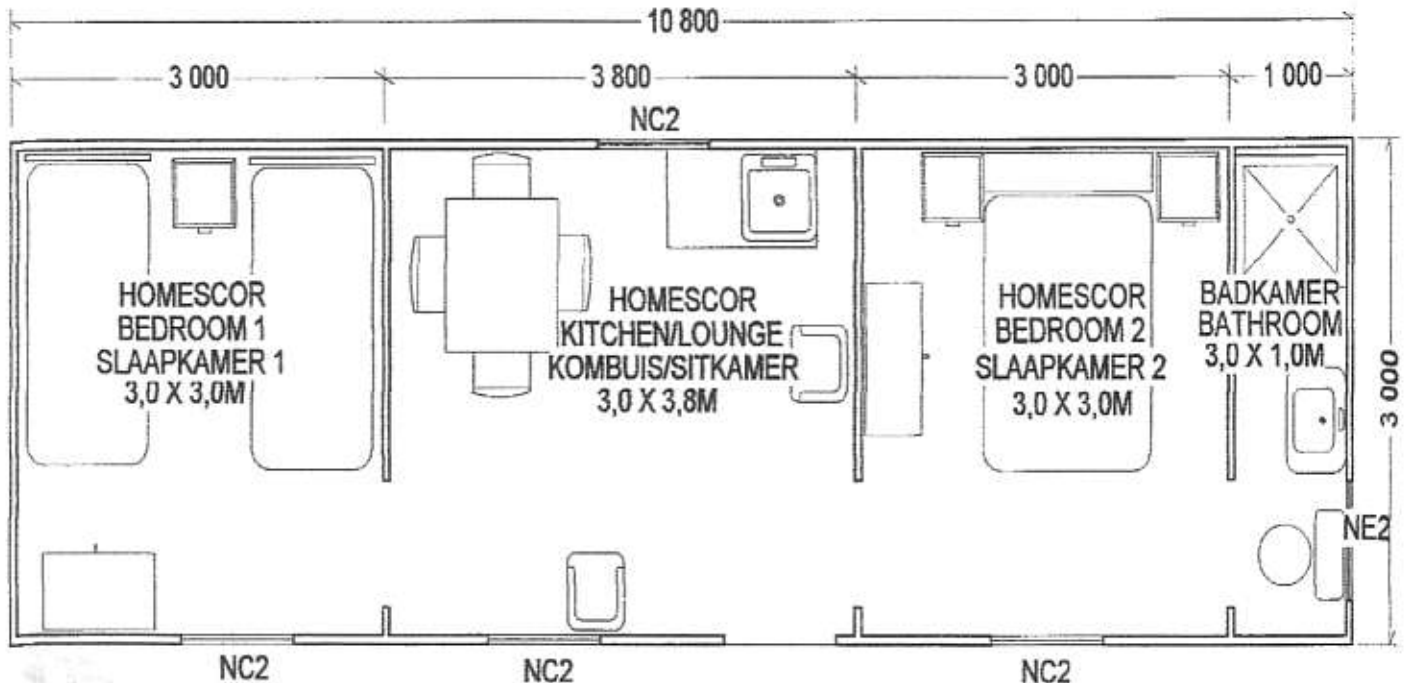 10 800
3 000
3 800
3 000
1 000
NC2
HOMESCOR
BEDROOM 1
SLAAPKAMER 1
3,0 X 3,0M
HOMESCOR
KITCHEN/LOUNGE
KOMBUIS/SITKAMER
3,0 X 3,8M
HOMESCOR
BEDROOM 2
SLAAPKAMER 2
3,0 X 3,0M
BADKAMER
BATHROOM
3,0 X 1,0M
3 000
NE2
NC2
NC2
NC2